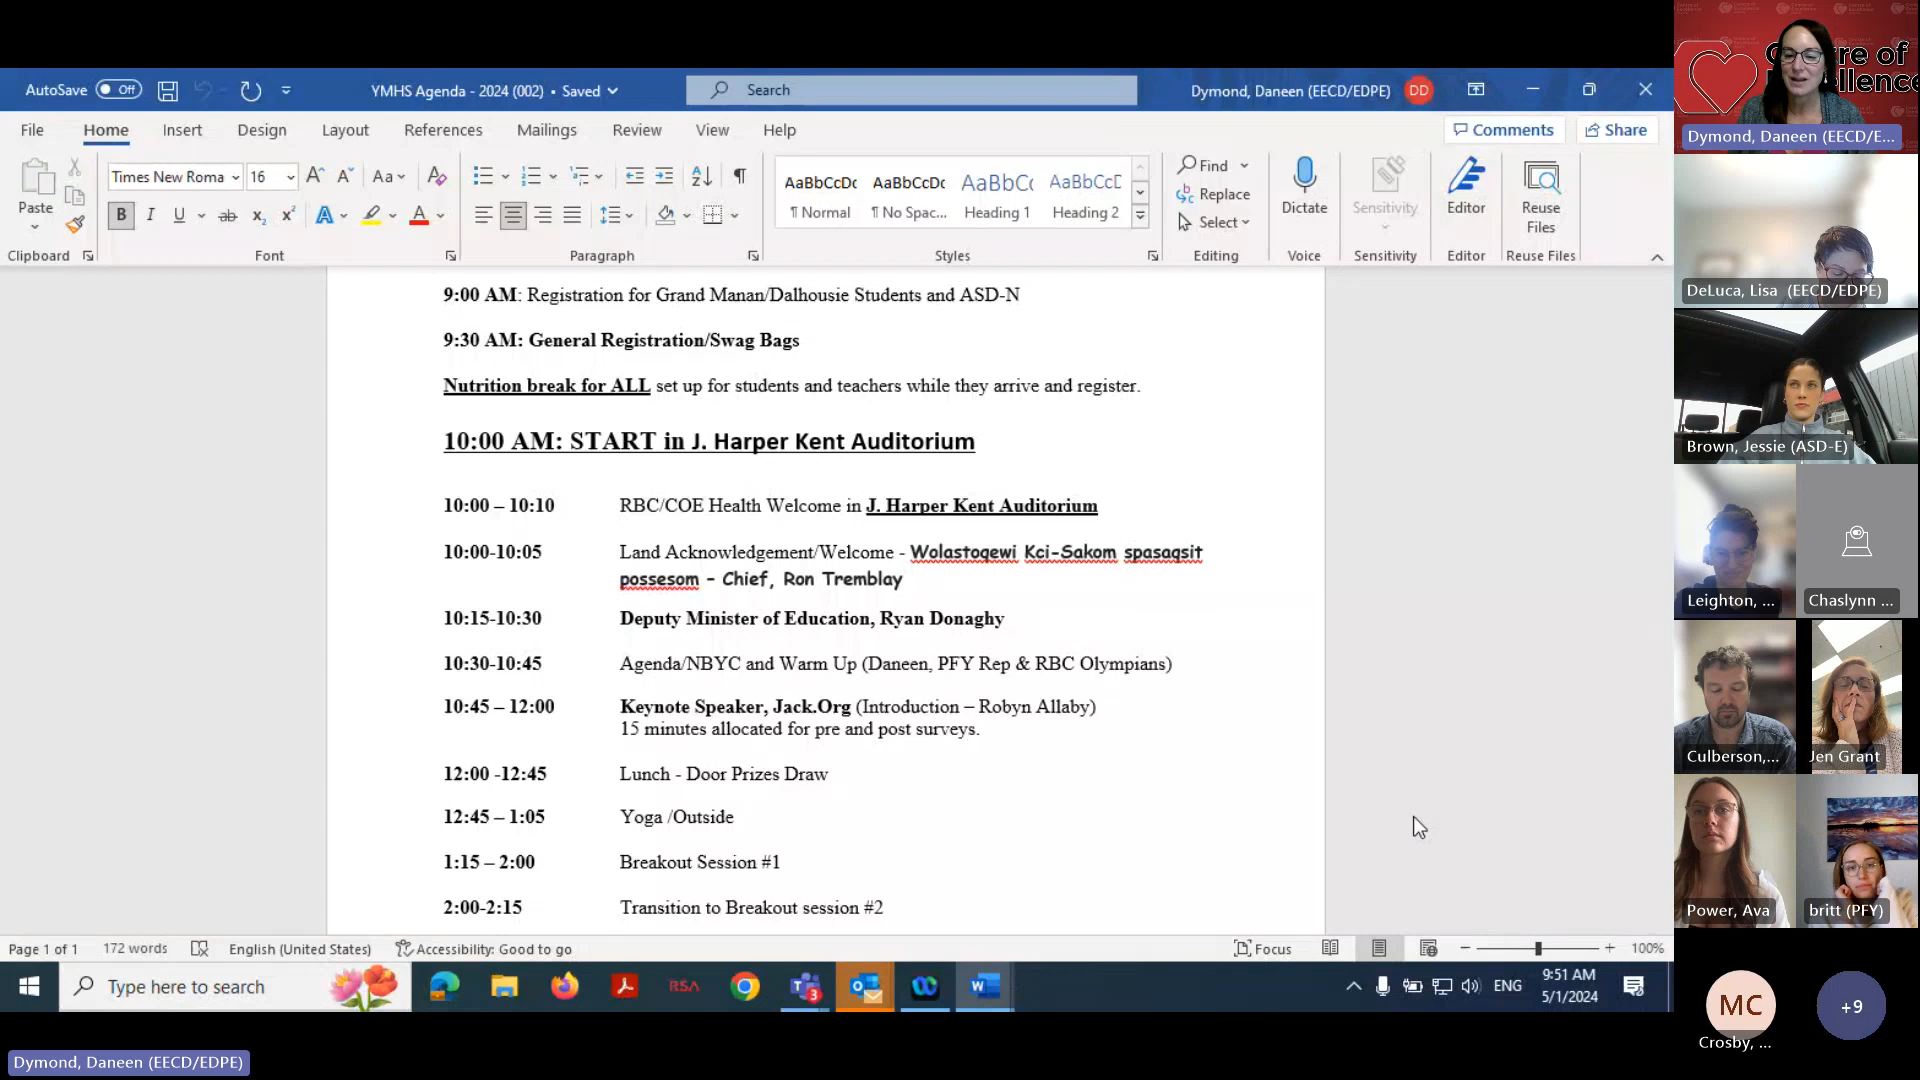 AutoSave Off
YMHS Agenda - 2024 (002) • Saved
Search
Dymond, Daneen (EECD/EDPE)
DD
File Home Insert Design Layout References Mailings Review View Help
Comments Share
Paste
Times New Roma 16
Aa
B I U ab x₂ x² A A
AaBbCcDc AaBbCcDc AaBbCc AaBbCcD
¶ Normal ¶ No Spac... Heading 1 Heading 2
Find
Replace
Select
Dictate
Sensitivity
Editor
Reuse
Files
Clipboard Font Paragraph Styles Editing Voice Sensitivity Editor Reuse Files
9:00 AM: Registration for Grand Manan/Dalhousie Students and ASD-N
9:30 AM: General Registration/Swag Bags
Nutrition break for ALL set up for students and teachers while they arrive and register.
10:00 AM: START in J. Harper Kent Auditorium
10:00 – 10:10 RBC/COE Health Welcome in J. Harper Kent Auditorium
10:00-10:05 Land Acknowledgement/Welcome - Wolastoqewi Kci-Sakom spasaqsit
possesom – Chief, Ron Tremblay
10:15-10:30 Deputy Minister of Education, Ryan Donaghy
10:30-10:45 Agenda/NBYC and Warm Up (Daneen, PFY Rep & RBC Olympians)
10:45 – 12:00 Keynote Speaker, Jack.Org (Introduction – Robyn Allaby)
15 minutes allocated for pre and post surveys.
12:00 -12:45 Lunch - Door Prizes Draw
12:45 – 1:05 Yoga /Outside
1:15 – 2:00 Breakout Session #1
2:00-2:15 Transition to Breakout session #2
Page 1 of 1 172 words English (United States) Accessibility: Good to go
Focus 100%
Type here to search
RSA
3
ENG
9:51 AM
5/1/2024
Dymond, Daneen (EECD/EDPE)
Dymond, Daneen (EECD/E...
DeLuca, Lisa (EECD/EDPE)
Brown, Jessie (ASD-E)
Leighton, ...
Chaslynn ...
Culberson,...
Jen Grant
Power, Ava
britt (PFY)
MC
Crosby, ...
+9